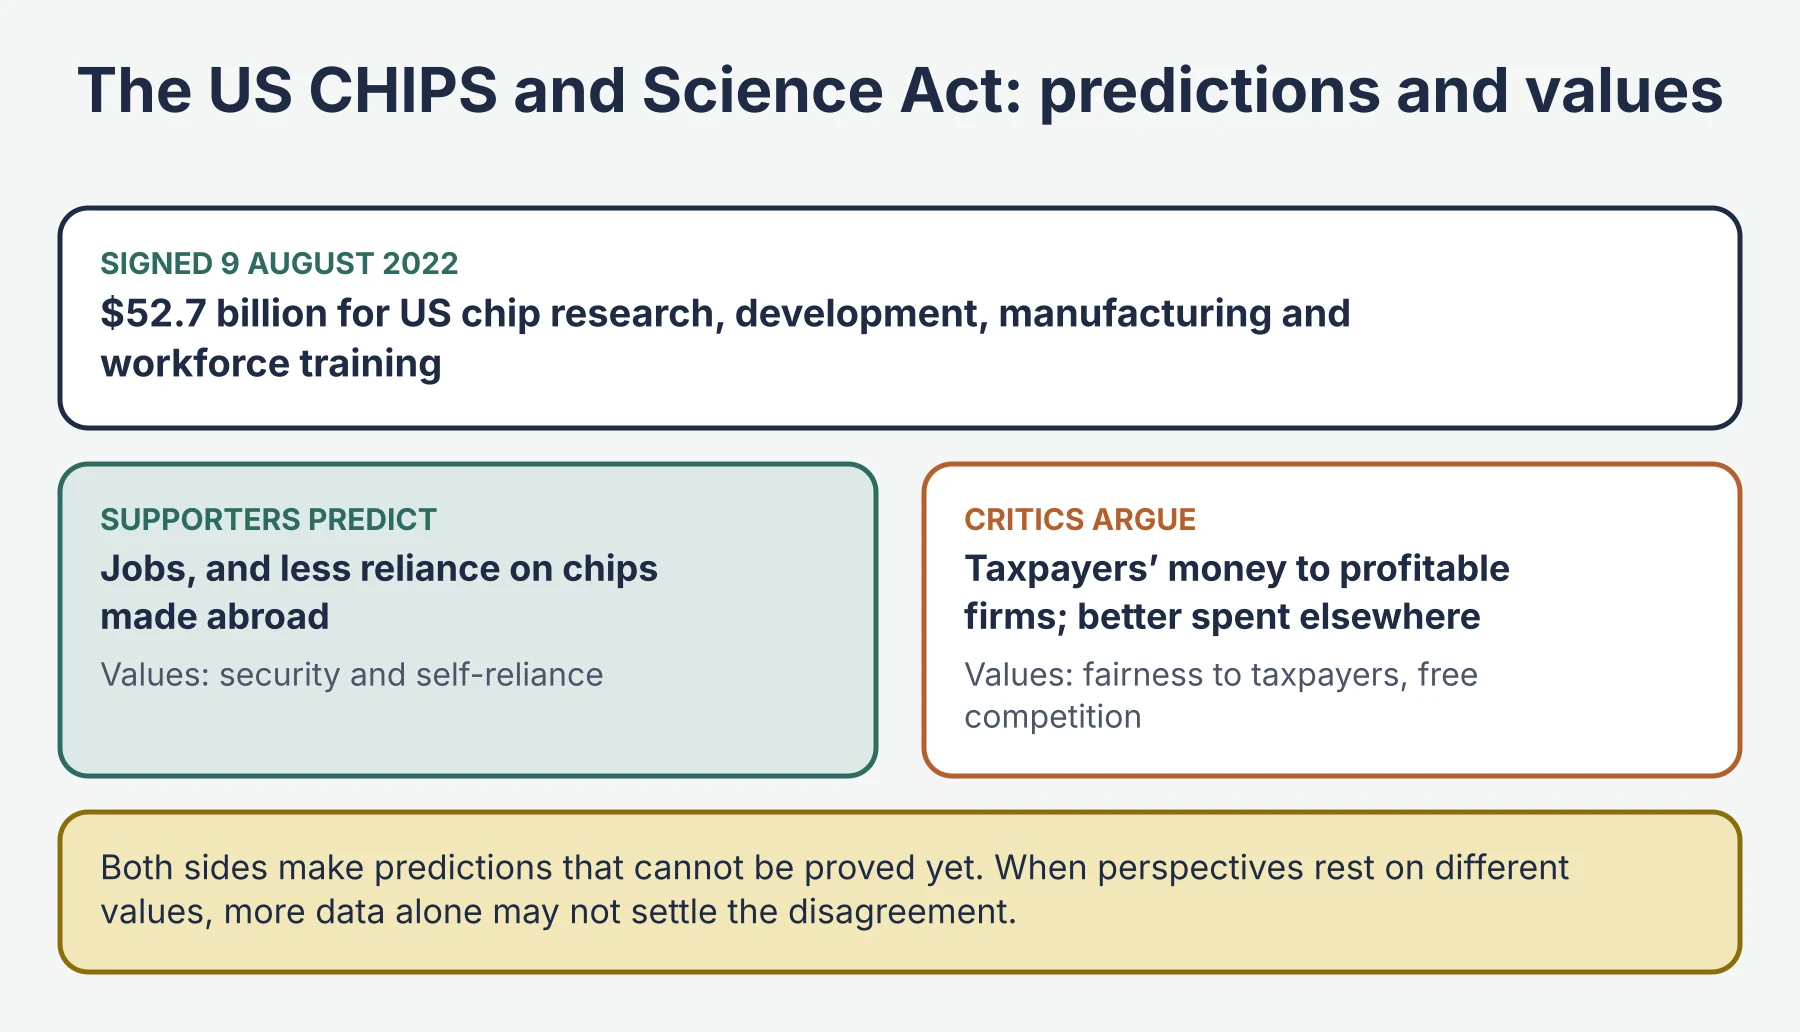 The US CHIPS and Science Act: predictions and values
SIGNED 9 AUGUST 2022
$52.7 billion for US chip research, development, manufacturing and
workforce training
SUPPORTERS PREDICT
Jobs, and less reliance on chips
made abroad
Values: security and self-reliance
CRITICS ARGUE
Taxpayers’ money to profitable
firms; better spent elsewhere
Values: fairness to taxpayers, free
competition
Both sides make predictions that cannot be proved yet. When perspectives rest on different
values, more data alone may not settle the disagreement.